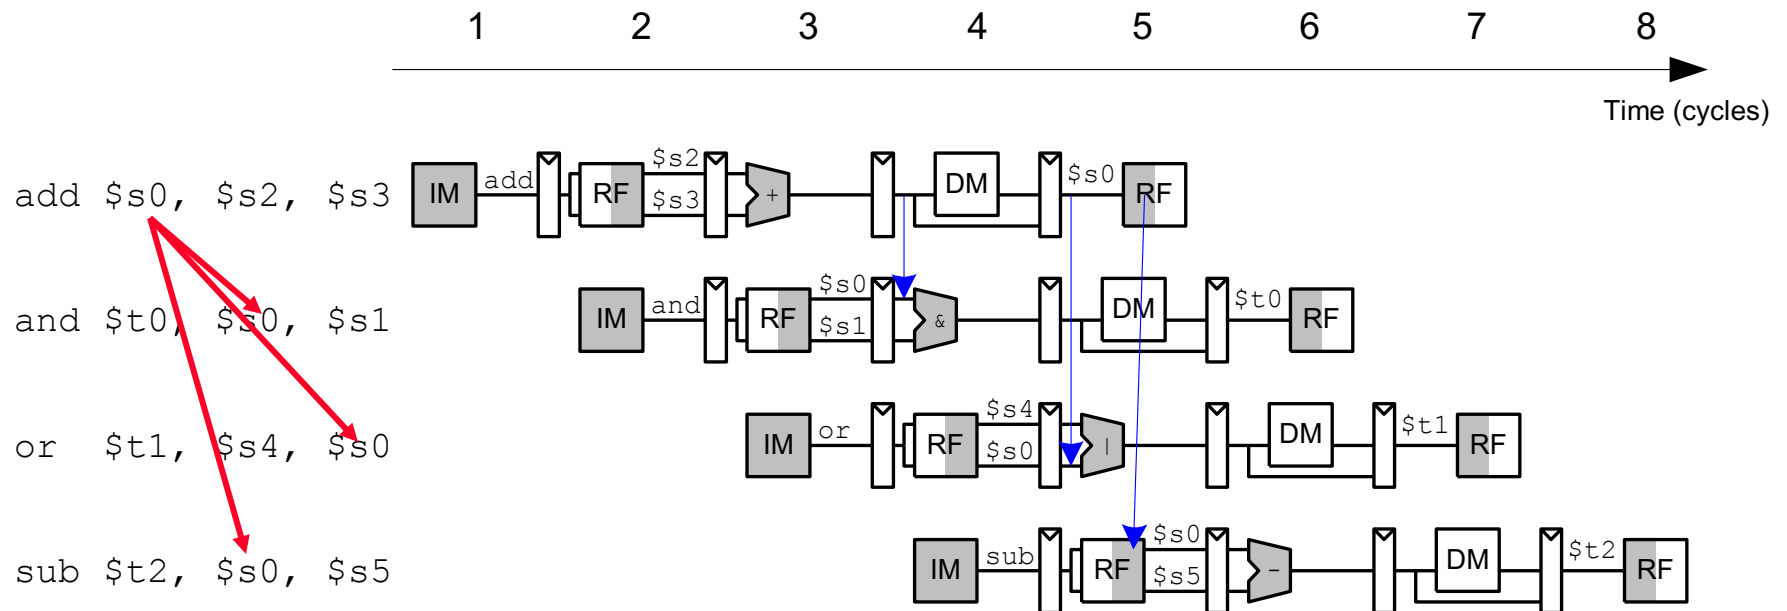 1 2 3 4 5 6 7 8
Time (cycles)
add $s0, $s2, $s3 IM add RF $s2 $s3 + DM $s0 RF
and $t0, $s0, $s1 IM and RF $s0 $s1 & DM $t0 RF
or $t1, $s4, $s0 IM or RF $s4 $s0 | DM $t1 RF
sub $t2, $s0, $s5 IM sub RF $s0 $s5 - DM $t2 RF